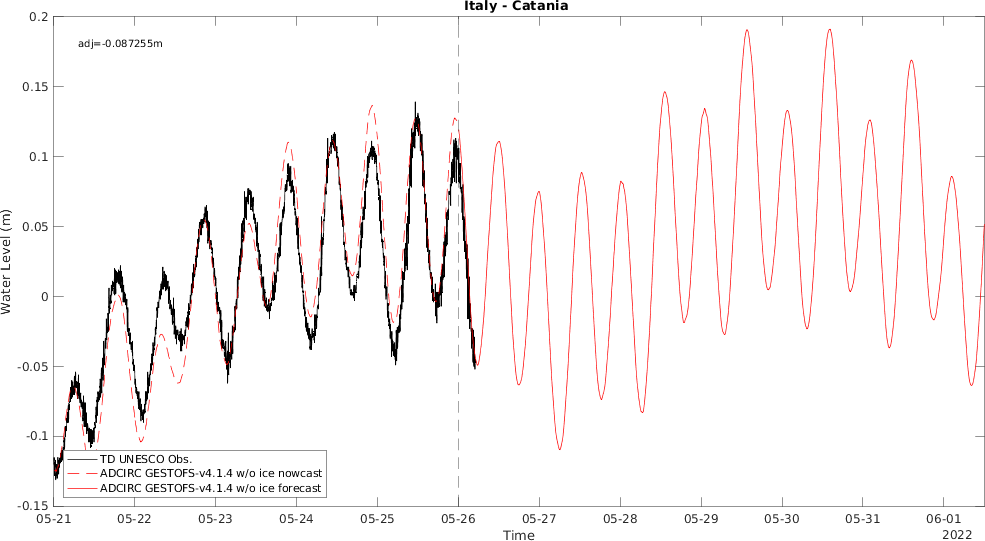 Italy - Catania
adj=-0.087255m
0.2
0.15
0.1
0.05
0
-0.05
-0.1
-0.15
Water Level (m)
TD UNESCO Obs.
ADCIRC GESTOFS-v4.1.4 w/o ice nowcast
ADCIRC GESTOFS-v4.1.4 w/o ice forecast
05-21 05-22 05-23 05-24 05-25 05-26 05-27 05-28 05-29 05-30 05-31 06-01
Time
2022